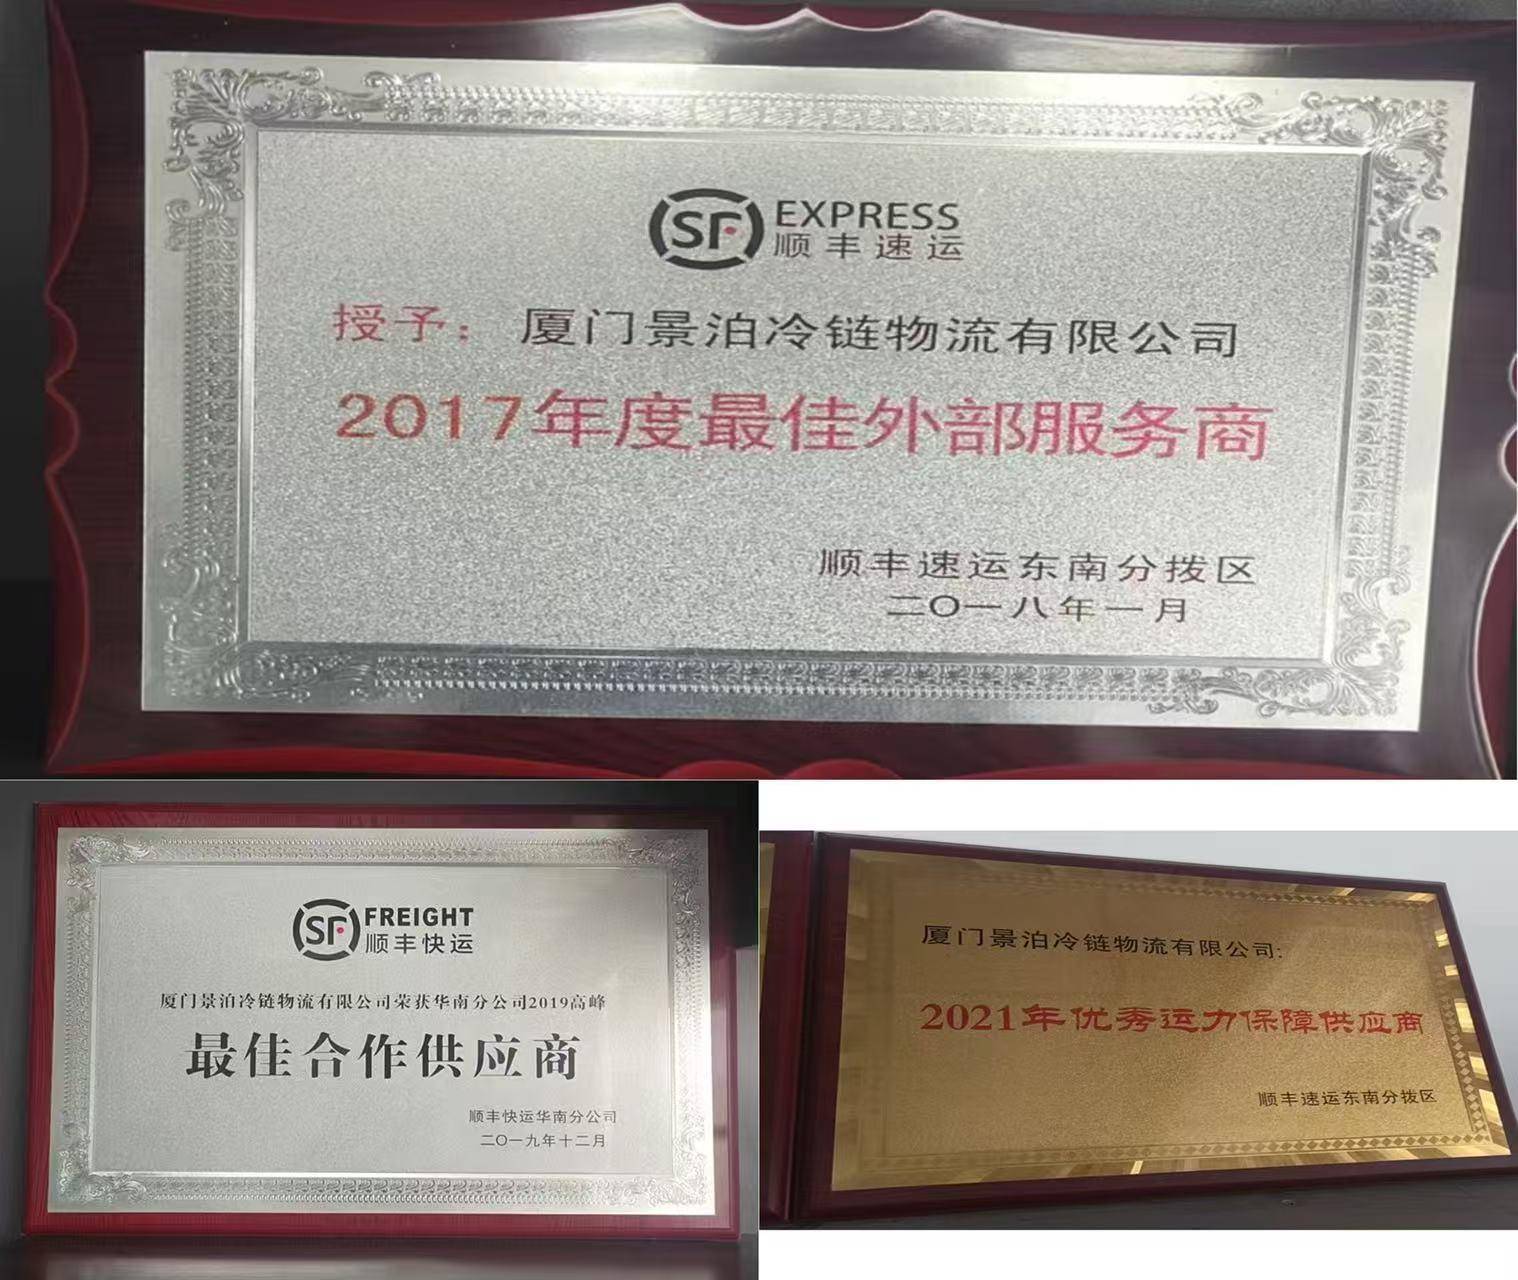 SF EXPRESS
顺丰速运
授予：厦门景泊冷链物流有限公司
2017年度最佳外部服务商
顺丰速运东南分拨区
二〇一八年一月
SF FREIGHT
顺丰快运
厦门景泊冷链物流有限公司荣获华南分公司2019高峰
最佳合作供应商
顺丰快运华南分公司
二〇一九年十二月
厦门景泊冷链物流有限公司:
2021年优秀运力保障供应商
顺丰速运东南分拨区